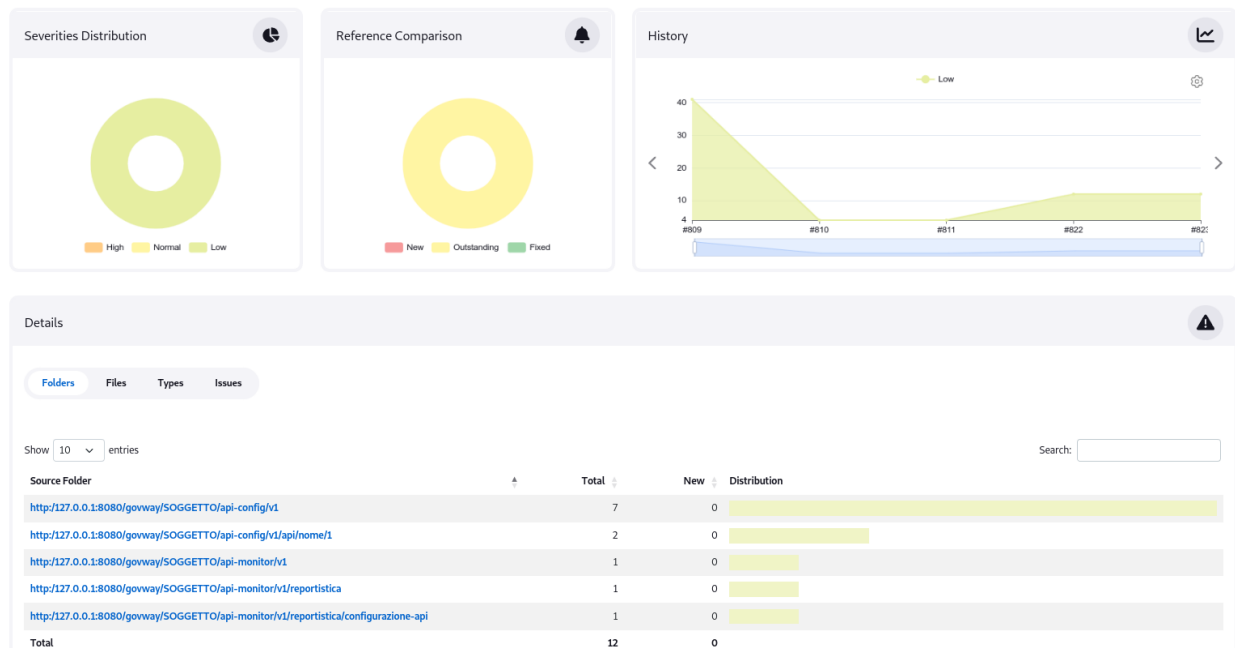 Severities Distribution
Reference Comparison
History
High Normal Low
New Outstanding Fixed
Low
40
30
20
10
4
#809 #810 #811 #822 #823
Details
Folders Files Types Issues
Show 10 entries
Search:
Source Folder Total New Distribution
http:/127.0.0.1:8080/govway/SOGGETTO/api-config/v1 7 0
http:/127.0.0.1:8080/govway/SOGGETTO/api-config/v1/api/nome/1 2 0
http:/127.0.0.1:8080/govway/SOGGETTO/api-monitor/v1 1 0
http:/127.0.0.1:8080/govway/SOGGETTO/api-monitor/v1/reportistica 1 0
http:/127.0.0.1:8080/govway/SOGGETTO/api-monitor/v1/reportistica/configurazione-api 1 0
Total 12 0